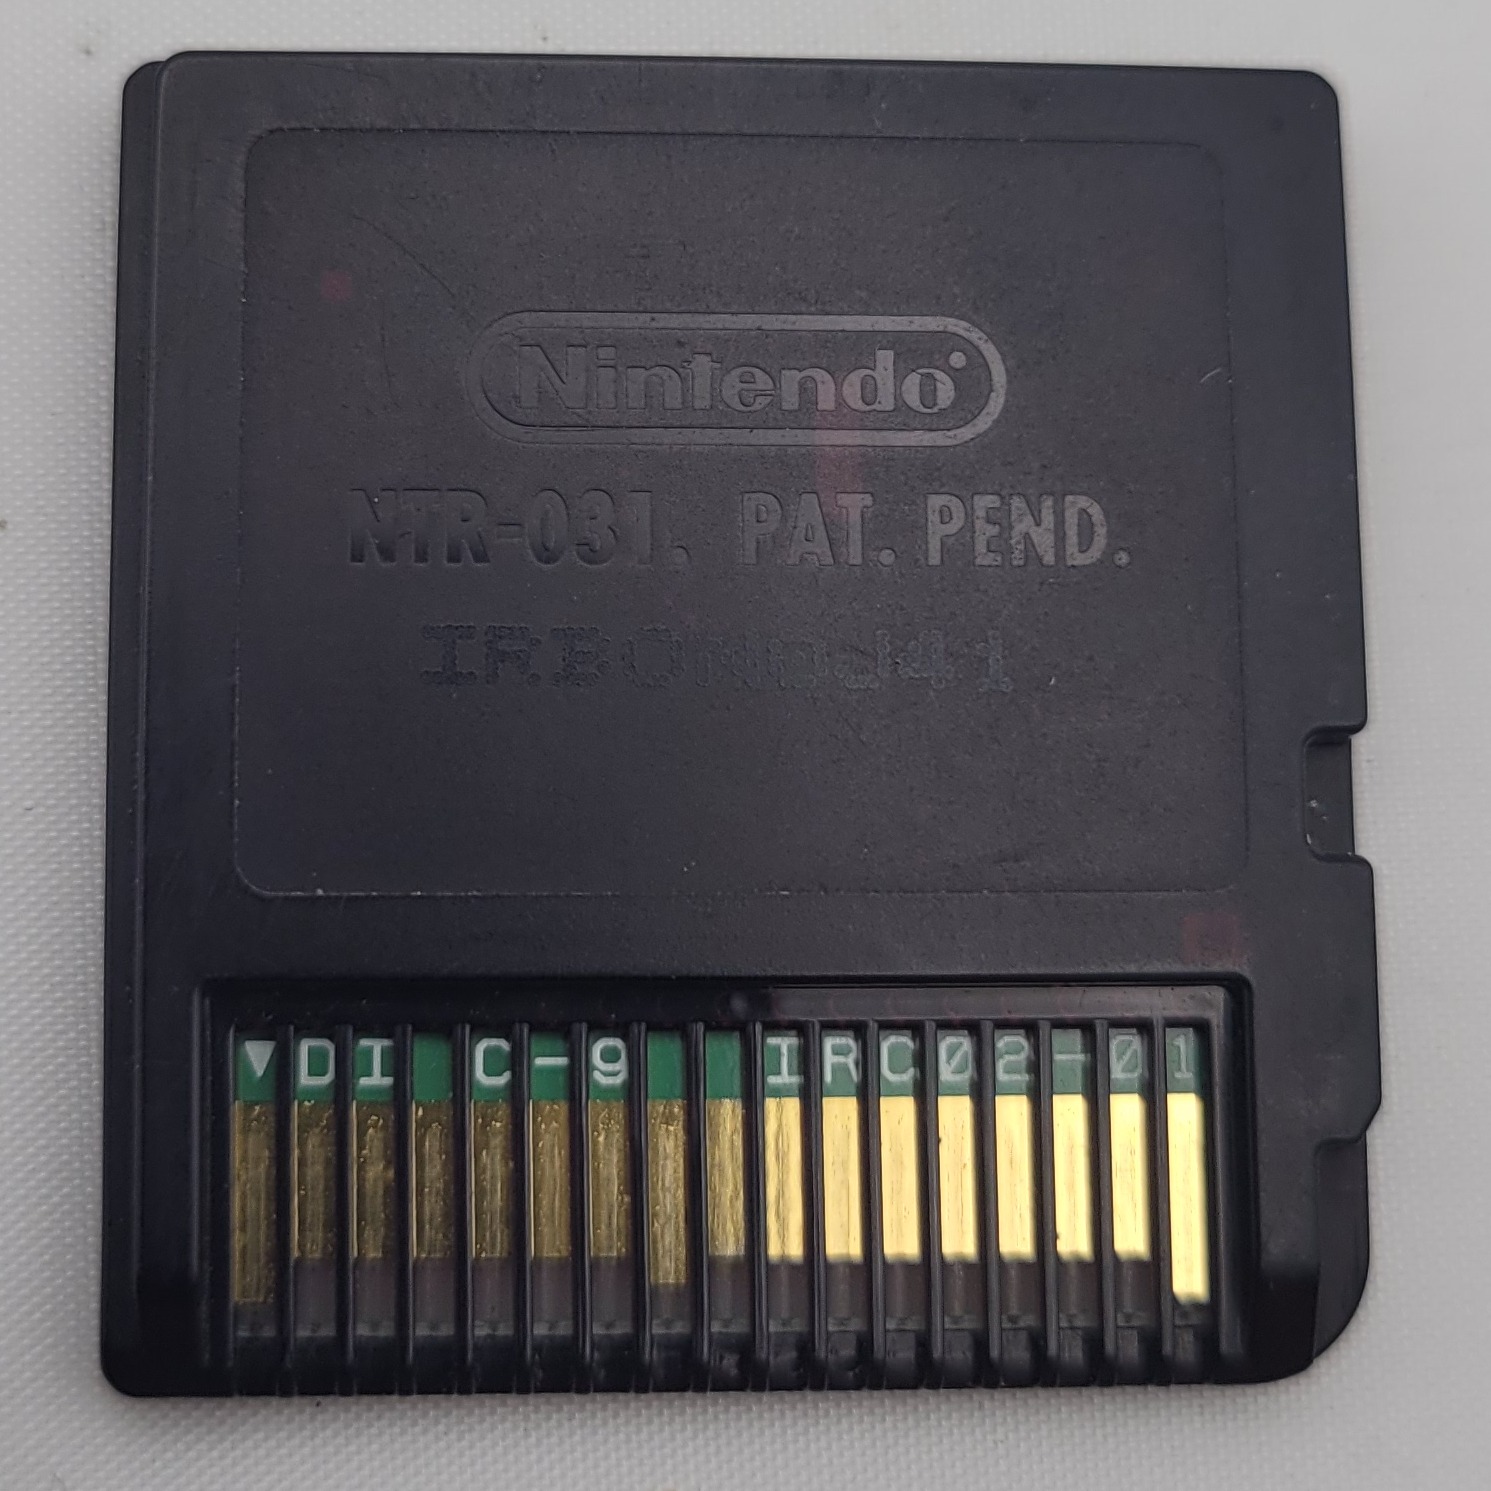 Nintendo
NTR-031. PAT. PEND.
▼DI C-9 IRC02-01